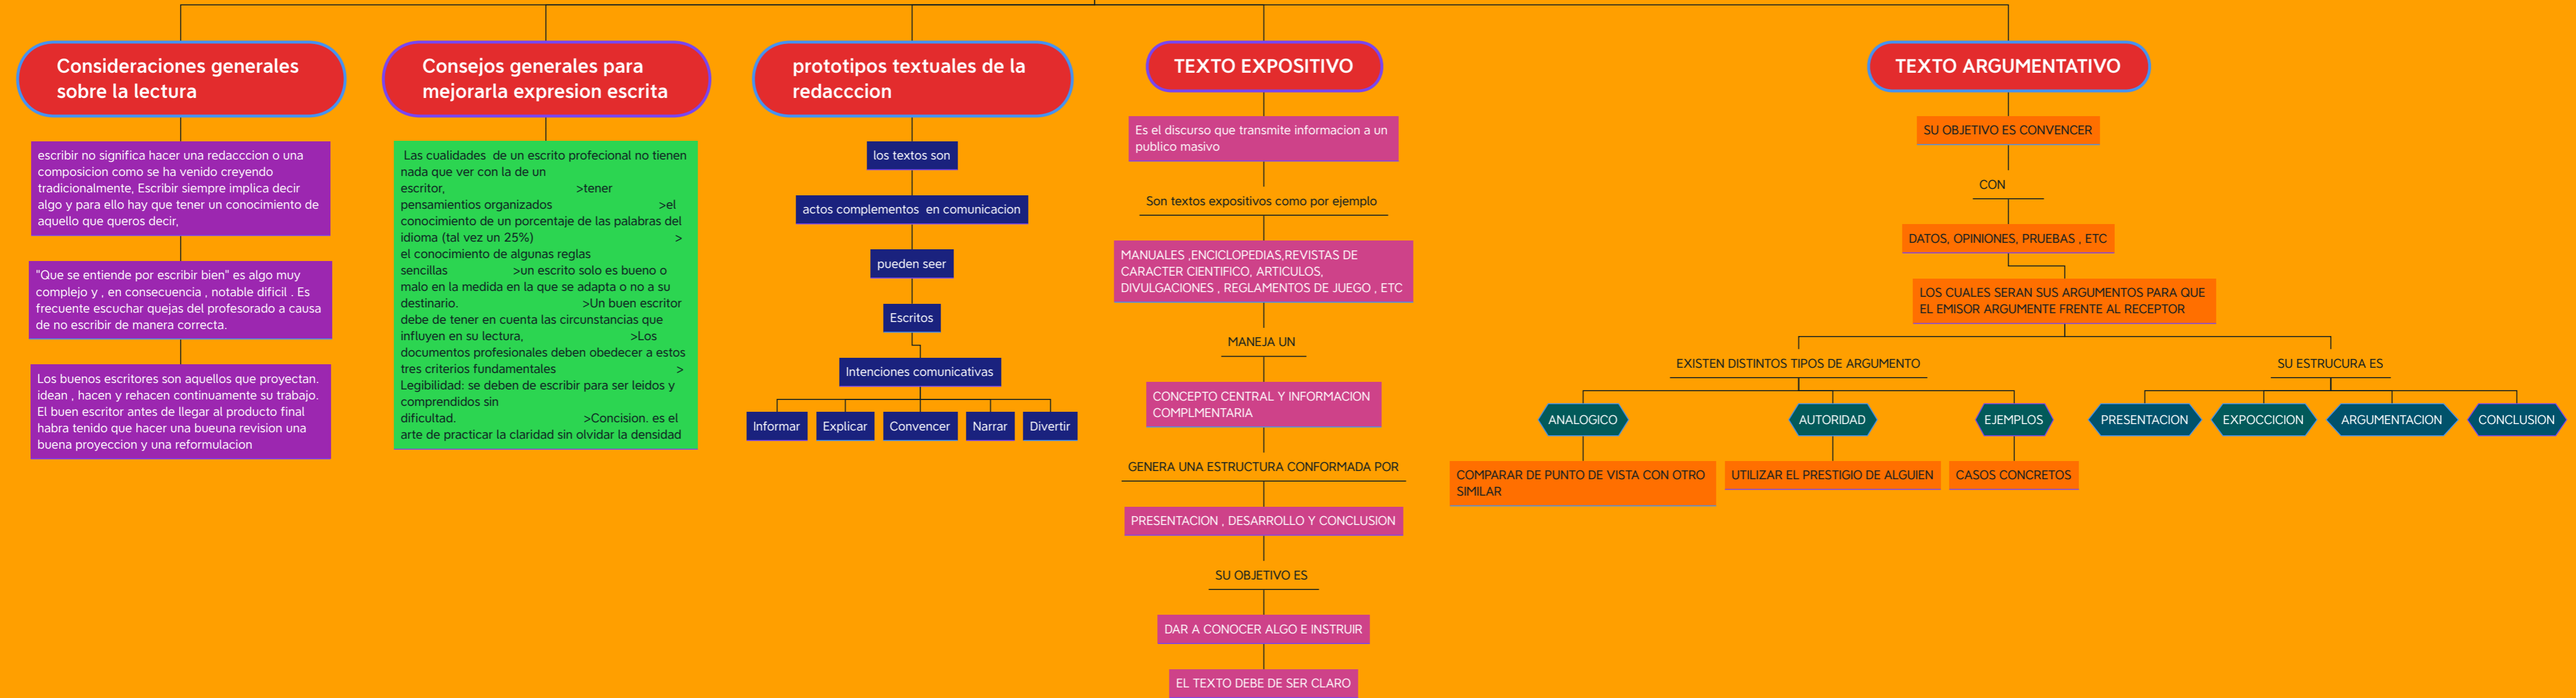 Consideraciones generales
sobre la lectura
escribir no significa hacer una redacccion o una
composicion como se ha venido creyendo
tradicionalmente, Escribir siempre implica decir
algo y para ello hay que tener un conocimiento de
aquello que queros decir,
"Que se entiende por escribir bien" es algo muy
complejo y , en consecuencia , notable dificil . Es
frecuente escuchar quejas del profesorado a causa
de no escribir de manera correcta.
Los buenos escritores son aquellos que proyectan.
idean , hacen y rehacen continuamente su trabajo.
El buen escritor antes de llegar al producto final
habra tenido que hacer una bueuna revision una
buena proyeccion y una reformulacion
Consejos generales para
mejorarla expresion escrita
Las cualidades de un escrito profecional no tienen
nada que ver con la de un
escritor, >tener
pensamientios organizados >el
conocimiento de un porcentaje de las palabras del
idioma (tal vez un 25%) >
el conocimiento de algunas reglas
sencillas >un escrito solo es bueno o
malo en la medida en la que se adapta o no a su
destinario. >Un buen escritor
debe de tener en cuenta las circunstancias que
influyen en su lectura, >Los
documentos profesionales deben obedecer a estos
tres criterios fundamentales >
Legibilidad: se deben de escribir para ser leidos y
comprendidos sin
dificultad. >Concision. es el
arte de practicar la claridad sin olvidar la densidad
prototipos textuales de la
redacccion
los textos son
actos complementos en comunicacion
pueden seer
Escritos
Intenciones comunicativas
Informar
Explicar
Convencer
Narrar
Divertir
TEXTO EXPOSITIVO
Es el discurso que transmite informacion a un
publico masivo
Son textos expositivos como por ejemplo
MANUALES ,ENCICLOPEDIAS,REVISTAS DE
CARACTER CIENTIFICO, ARTICULOS,
DIVULGACIONES , REGLAMENTOS DE JUEGO , ETC
MANEJA UN
CONCEPTO CENTRAL Y INFORMACION
COMPLMENTARIA
GENERA UNA ESTRUCTURA CONFORMADA POR
PRESENTACION , DESARROLLO Y CONCLUSION
SU OBJETIVO ES
DAR A CONOCER ALGO E INSTRUIR
EL TEXTO DEBE DE SER CLARO
TEXTO ARGUMENTATIVO
SU OBJETIVO ES CONVENCER
CON
DATOS, OPINIONES, PRUEBAS , ETC
LOS CUALES SERAN SUS ARGUMENTOS PARA QUE
EL EMISOR ARGUMENTE FRENTE AL RECEPTOR
EXISTEN DISTINTOS TIPOS DE ARGUMENTO
ANALOGICO
COMPARAR DE PUNTO DE VISTA CON OTRO
SIMILAR
AUTORIDAD
UTILIZAR EL PRESTIGIO DE ALGUIEN
EJEMPLOS
CASOS CONCRETOS
SU ESTRUCURA ES
PRESENTACION
EXPOCCICION
ARGUMENTACION
CONCLUSION